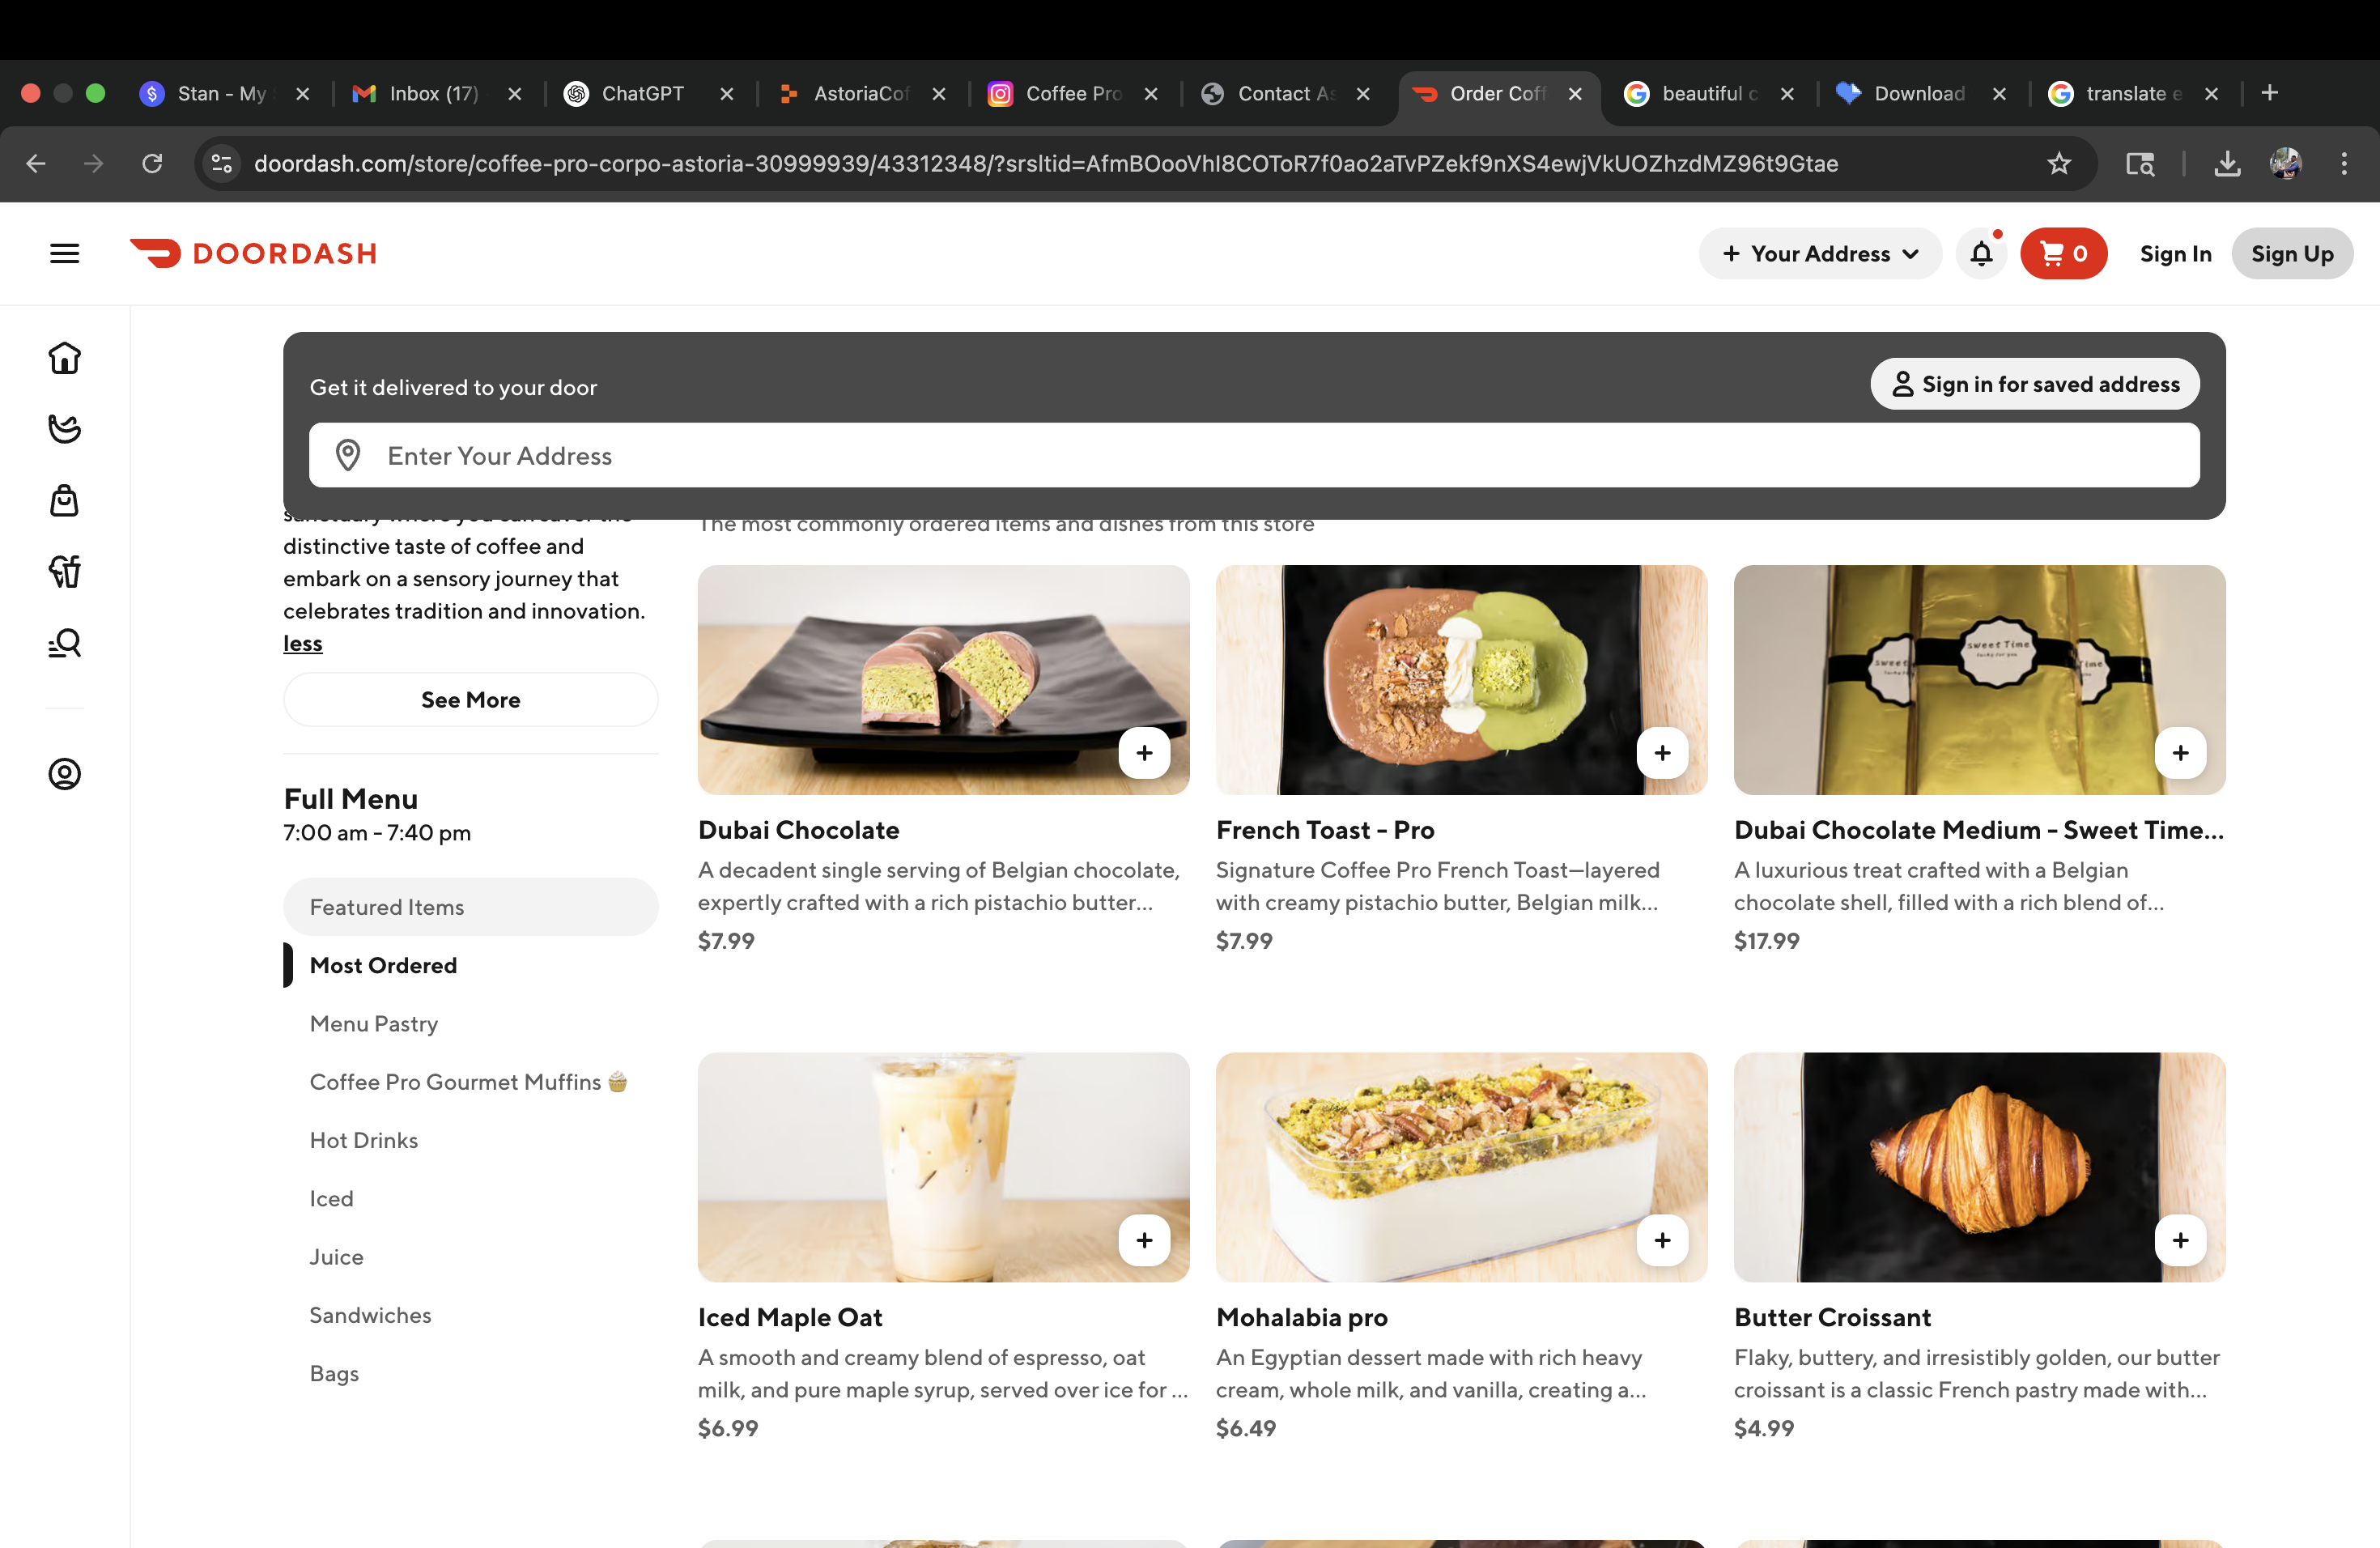 Stan - My
Inbox (17)
ChatGPT
AstoriaCof
Coffee Pro
Contact As
Order Coff
beautiful c
Download
translate e
doordash.com/store/coffee-pro-corpo-astoria-30999939/43312348/?srsltid=AfmBOooVhI8COToR7f0ao2aTvPZekf9nXS4ewjVkUOZhzdMZ96t9Gtae
DOORDASH
Your Address
0
Sign In
Sign Up
Get it delivered to your door
Sign in for saved address
Enter Your Address
sanctuary where you can savor the
distinctive taste of coffee and
embark on a sensory journey that
celebrates tradition and innovation.
less
See More
Full Menu
7:00 am - 7:40 pm
Featured Items
Most Ordered
Menu Pastry
Coffee Pro Gourmet Muffins 🧁
Hot Drinks
Iced
Juice
Sandwiches
Bags
The most commonly ordered items and dishes from this store
Dubai Chocolate
A decadent single serving of Belgian chocolate,
expertly crafted with a rich pistachio butter...
$7.99
French Toast - Pro
Signature Coffee Pro French Toast—layered
with creamy pistachio butter, Belgian milk...
$7.99
sweet Time
Dubai Chocolate Medium - Sweet Time...
A luxurious treat crafted with a Belgian
chocolate shell, filled with a rich blend of...
$17.99
Iced Maple Oat
A smooth and creamy blend of espresso, oat
milk, and pure maple syrup, served over ice for ...
$6.99
Mohalabia pro
An Egyptian dessert made with rich heavy
cream, whole milk, and vanilla, creating a...
$6.49
Butter Croissant
Flaky, buttery, and irresistibly golden, our butter
croissant is a classic French pastry made with...
$4.99